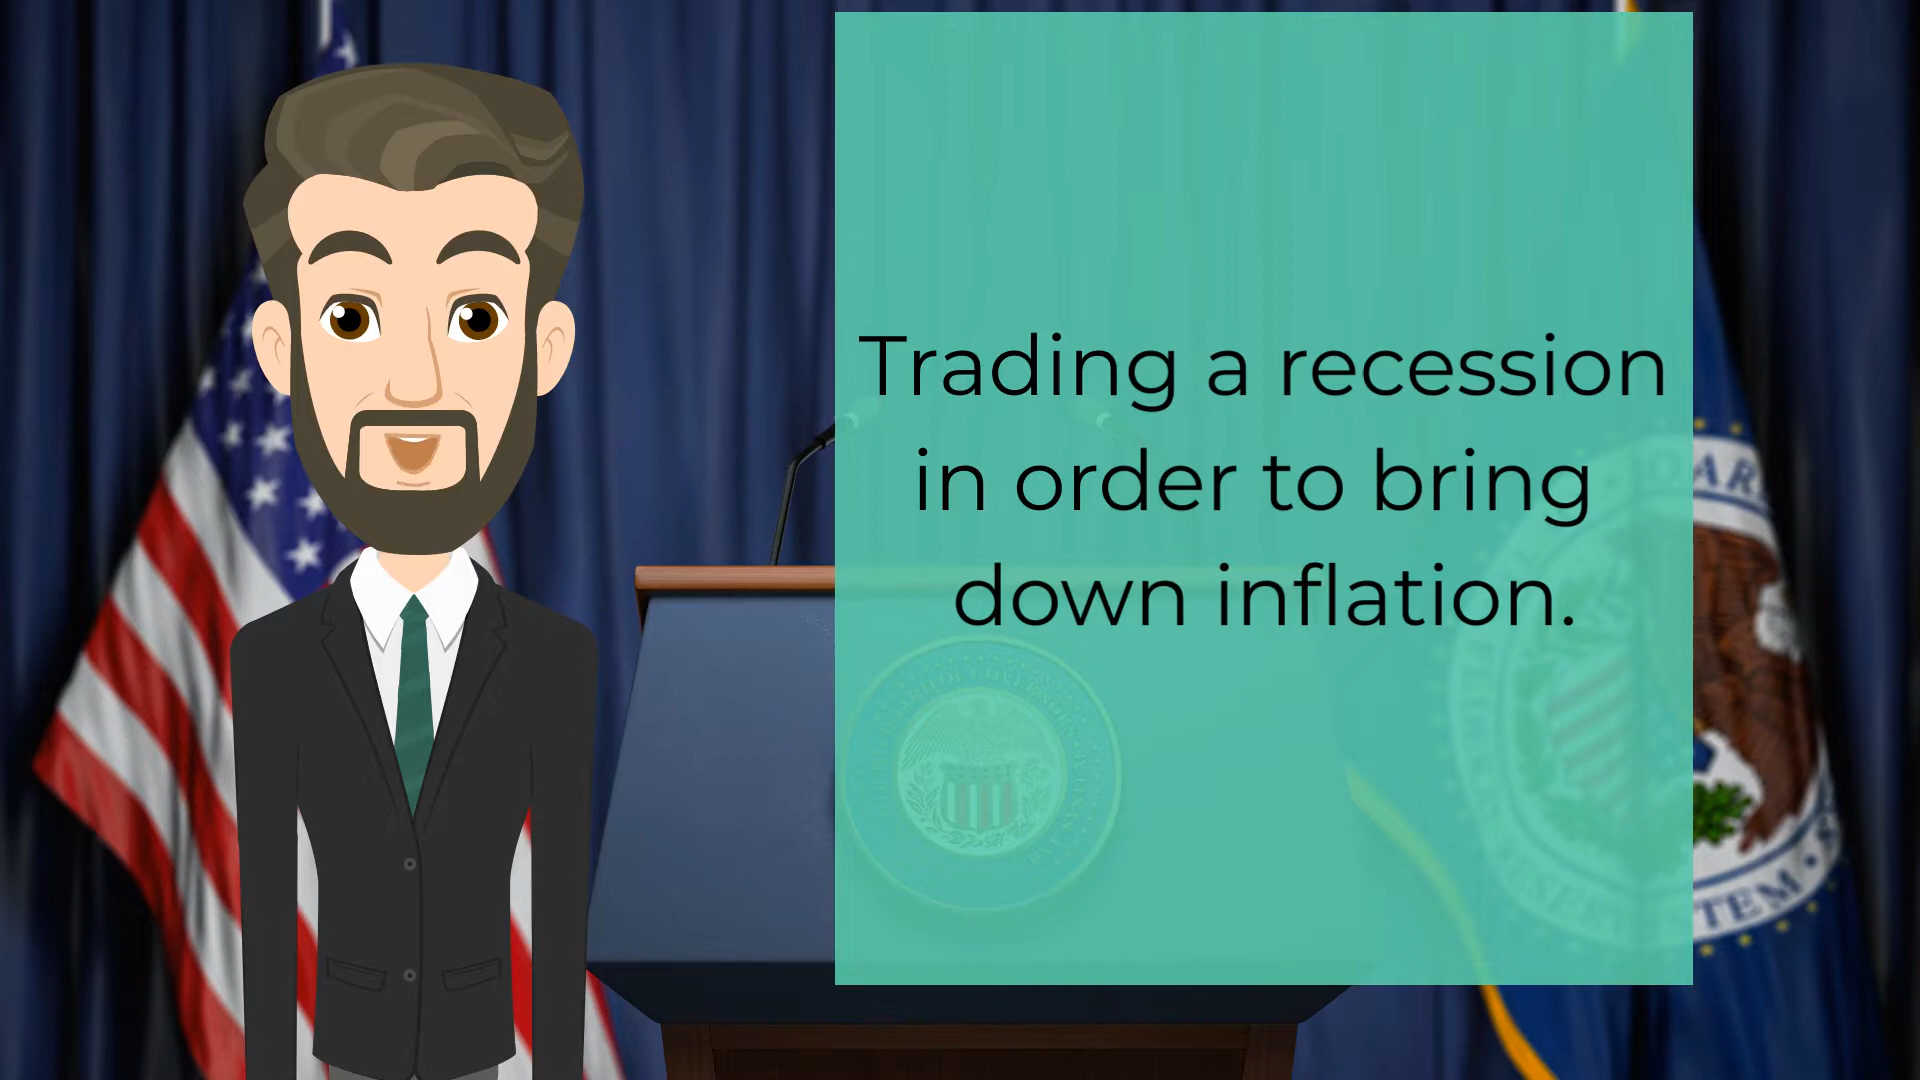 Trading a recession
in order to bring
down inflation.